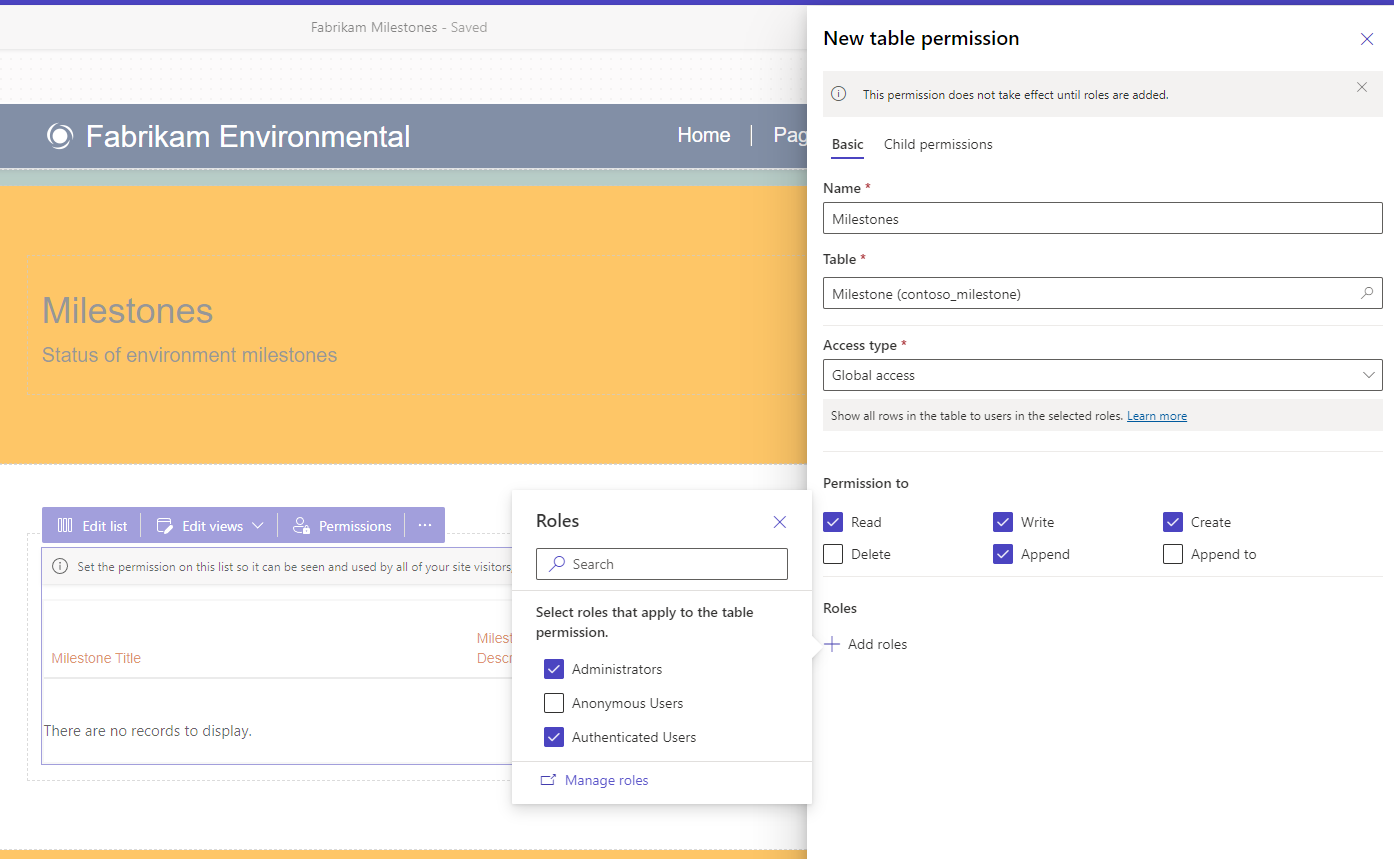 Fabrikam Milestones - Saved
Fabrikam Environmental
Home
Pag
Milestones
Status of environment milestones
Edit list
Edit views
Permissions
Set the permission on this list so it can be seen and used by all of your site visitors
Milestone Title
Milest
Descr
There are no records to display.
Roles
Search
Select roles that apply to the table
permission.
Administrators
Anonymous Users
Authenticated Users
Manage roles
New table permission
This permission does not take effect until roles are added.
Basic
Child permissions
Name *
Milestones
Table *
Milestone (contoso_milestone)
Access type *
Global access
Show all rows in the table to users in the selected roles. Learn more
Permission to
Read
Write
Create
Delete
Append
Append to
Roles
Add roles